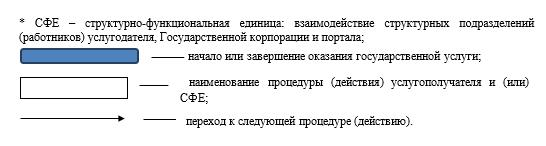 * СФЕ – структурно-функциональная единица: взаимодействие структурных подразделений
(работников) услугодателя, Государственной корпорации и портала;
начало или завершение оказания государственной услуги;
наименование процедуры (действия) услугополучателя и (или)
СФЕ;
переход к следующей процедуре (действию).